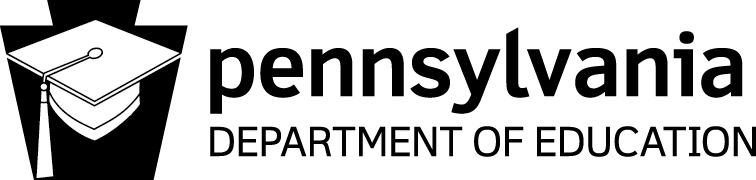 pennsylvania
DEPARTMENT OF EDUCATION